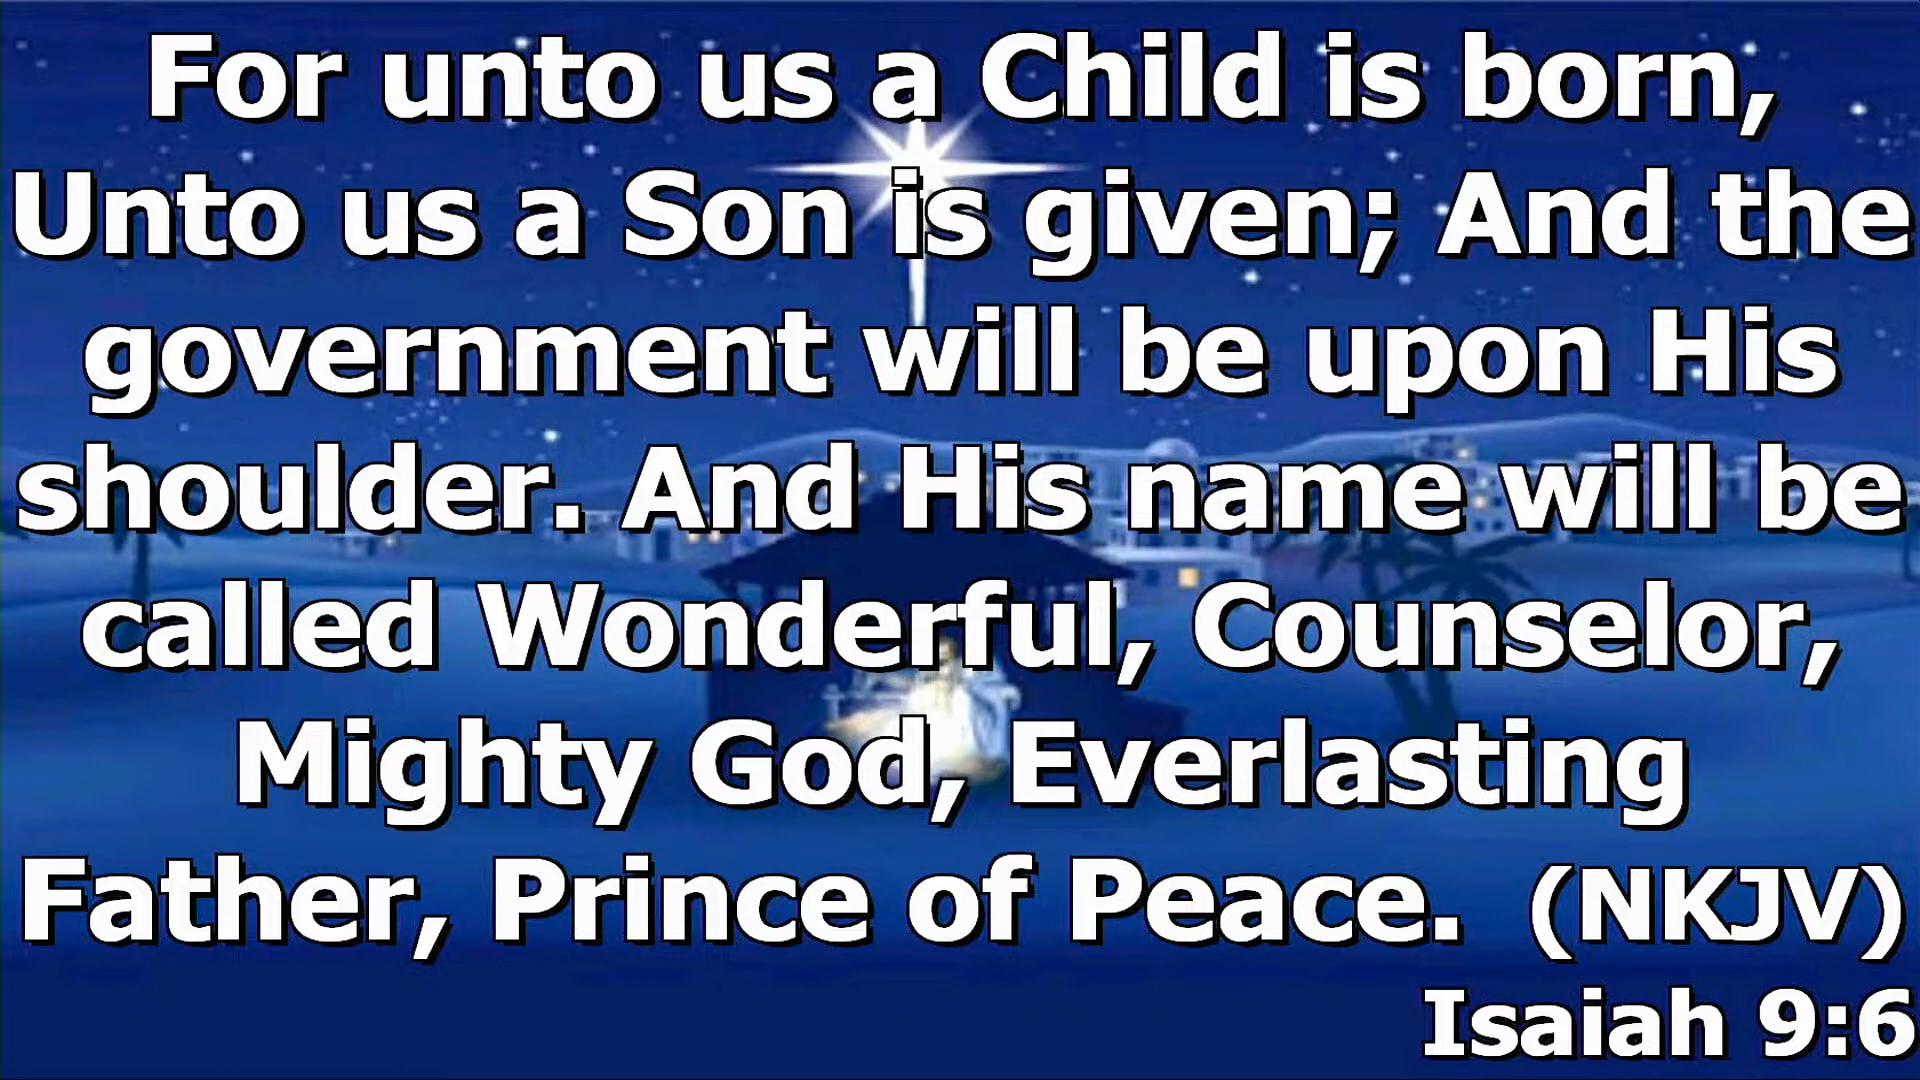 For unto us a Child is born,
Unto us a Son is given; And the
government will be upon His
shoulder. And His name will be
called Wonderful, Counselor,
Mighty God, Everlasting
Father, Prince of Peace. (NKJV)
Isaiah 9:6